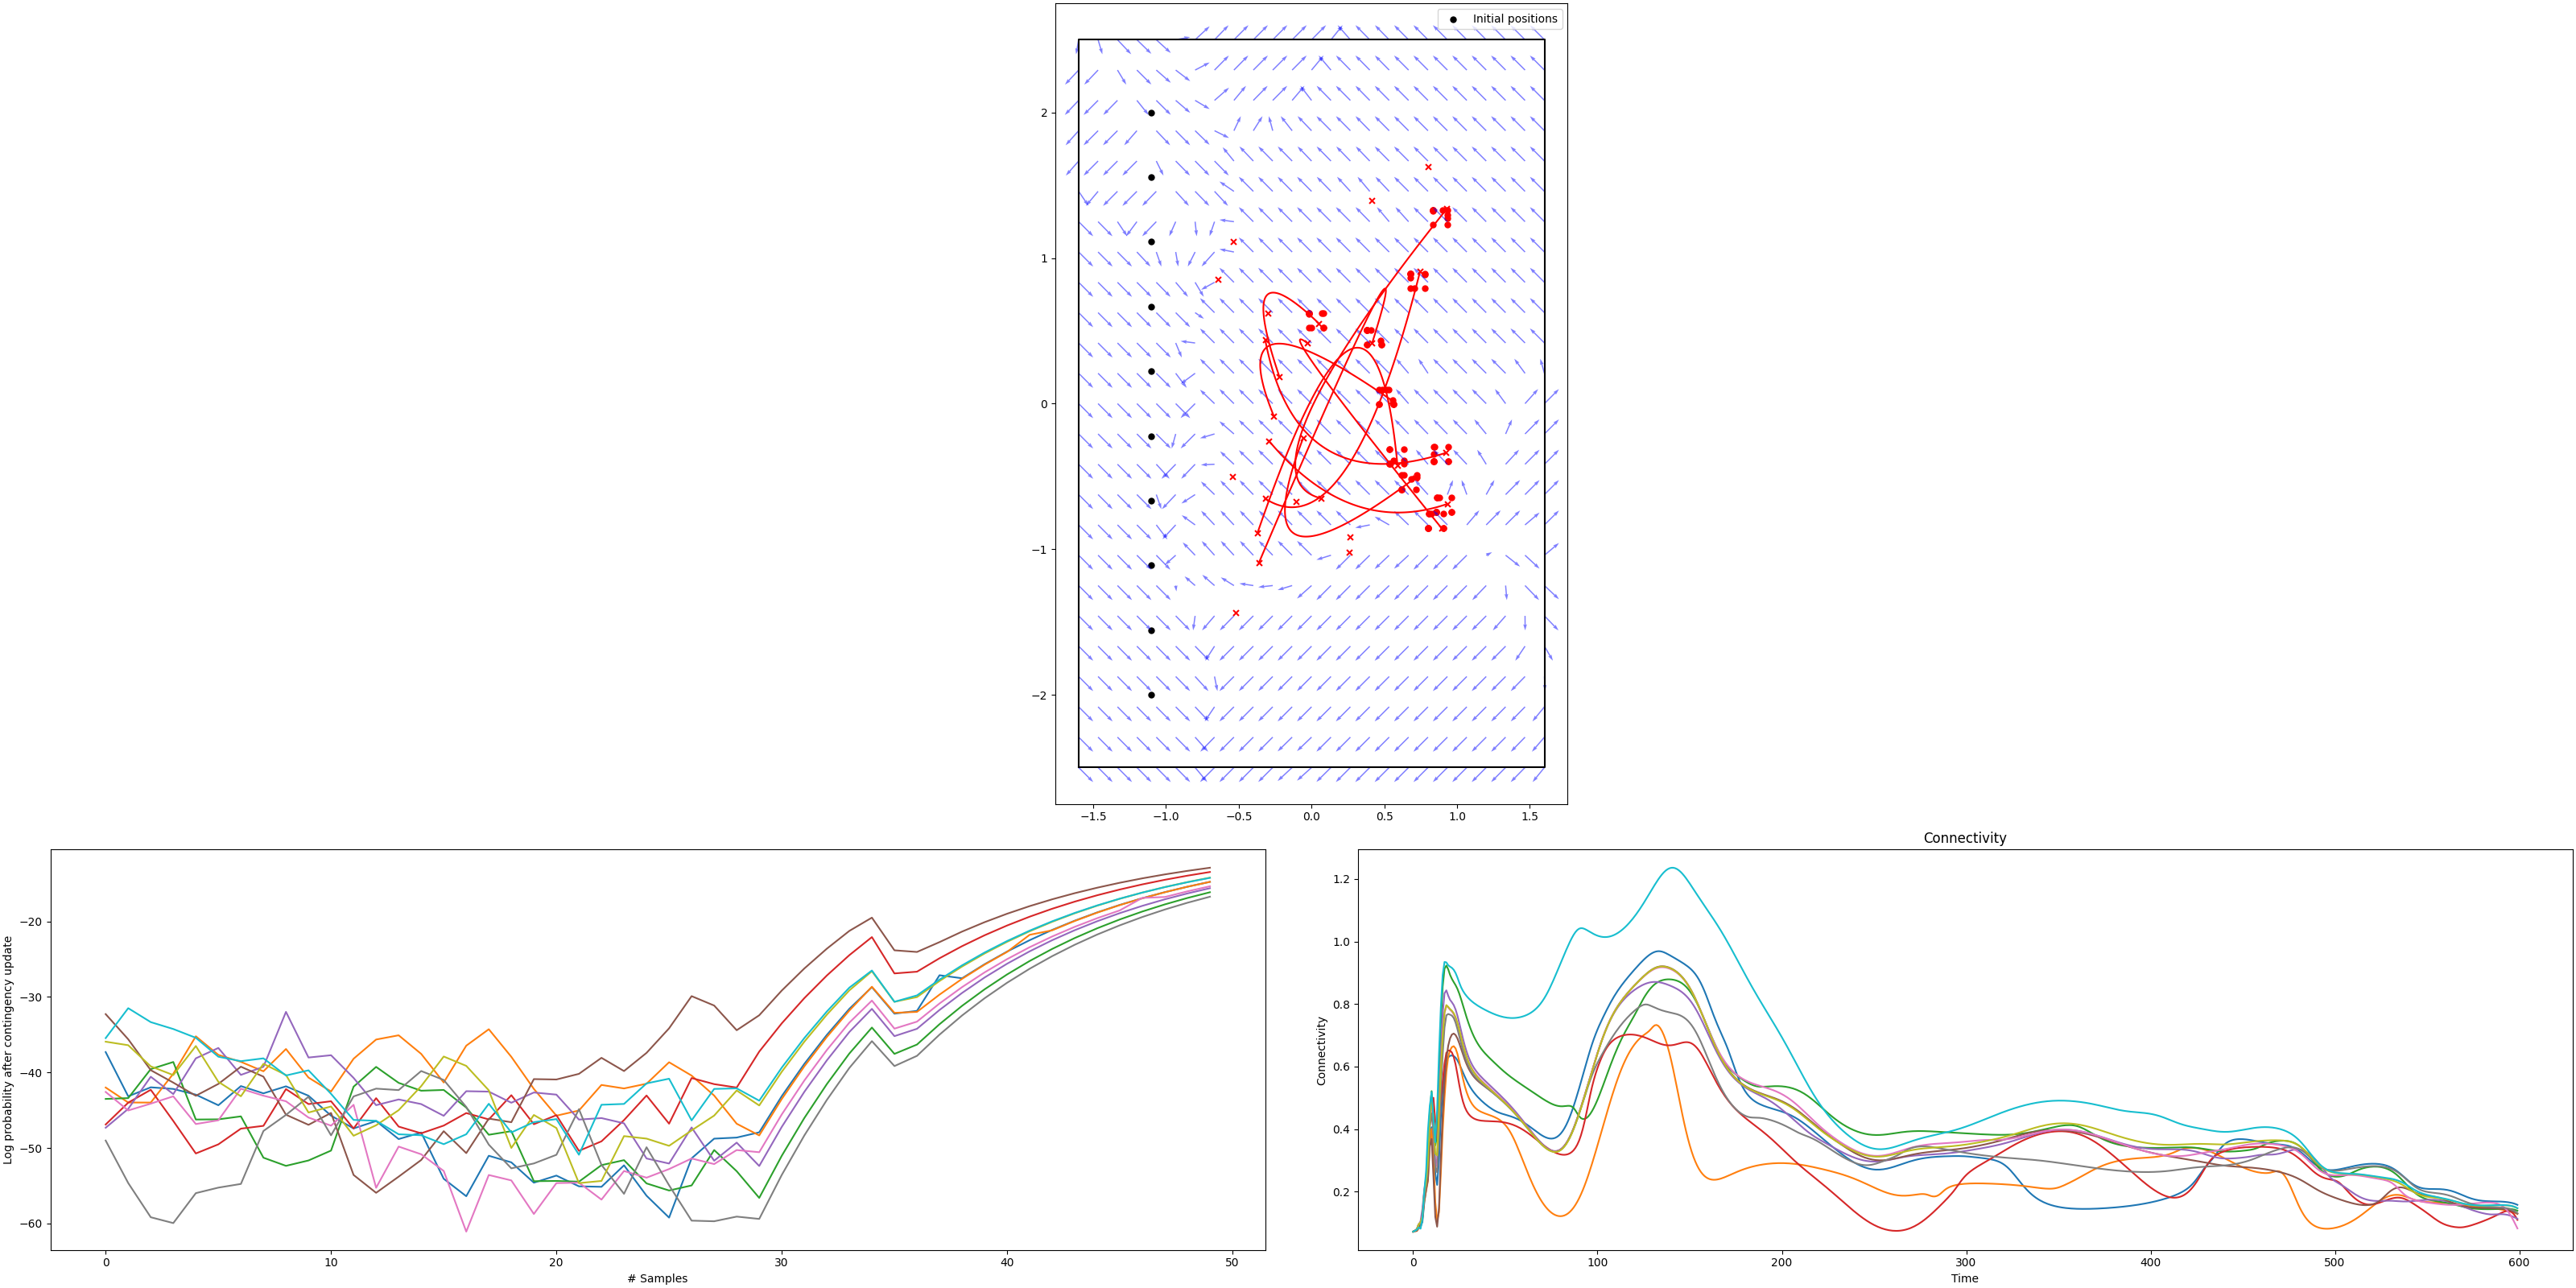 Initial positions
2
1
0
−1
−2
−1.5 −1.0 −0.5 0.0 0.5 1.0 1.5
Connectivity
Log probability after contingency update
−20
−30
−40
−50
−60
0 10 20 30 40 50
# Samples
Connectivity
1.2
1.0
0.8
0.6
0.4
0.2
0 100 200 300 400 500 600
Time